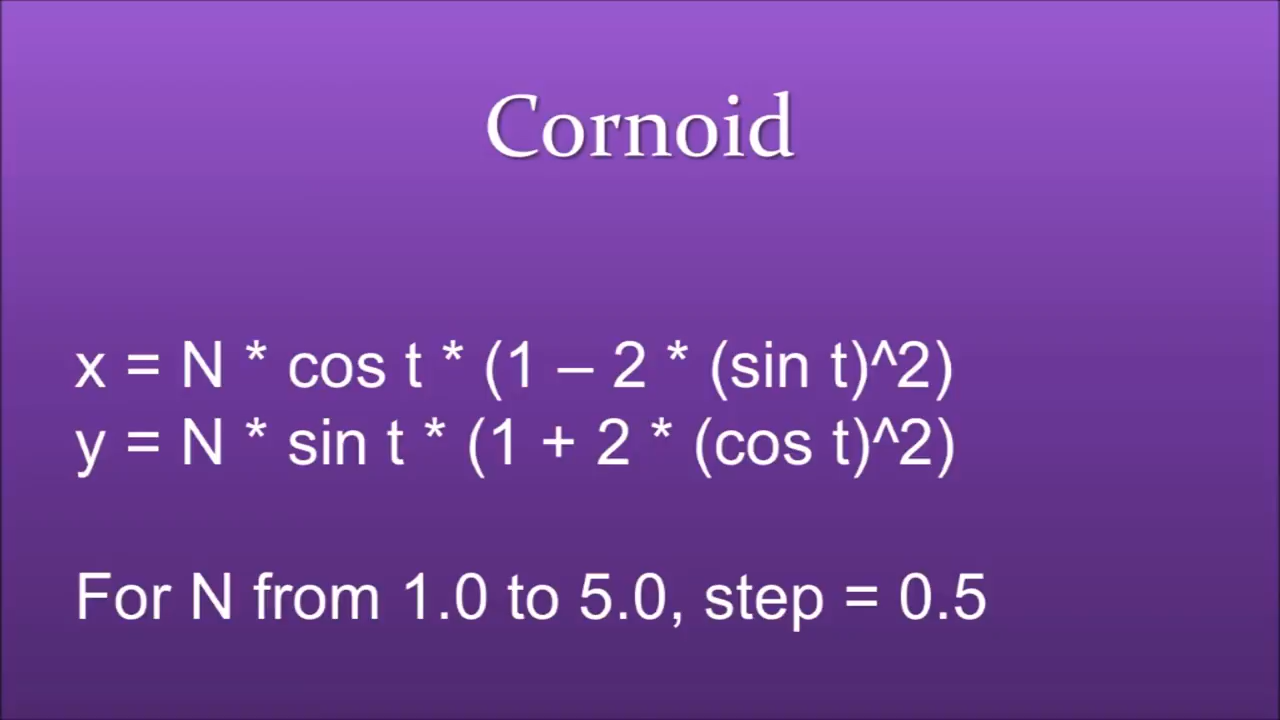 Cornoid
x = N * cos t * (1 – 2 * (sin t)^2)
y = N * sin t * (1 + 2 * (cos t)^2)
For N from 1.0 to 5.0, step = 0.5